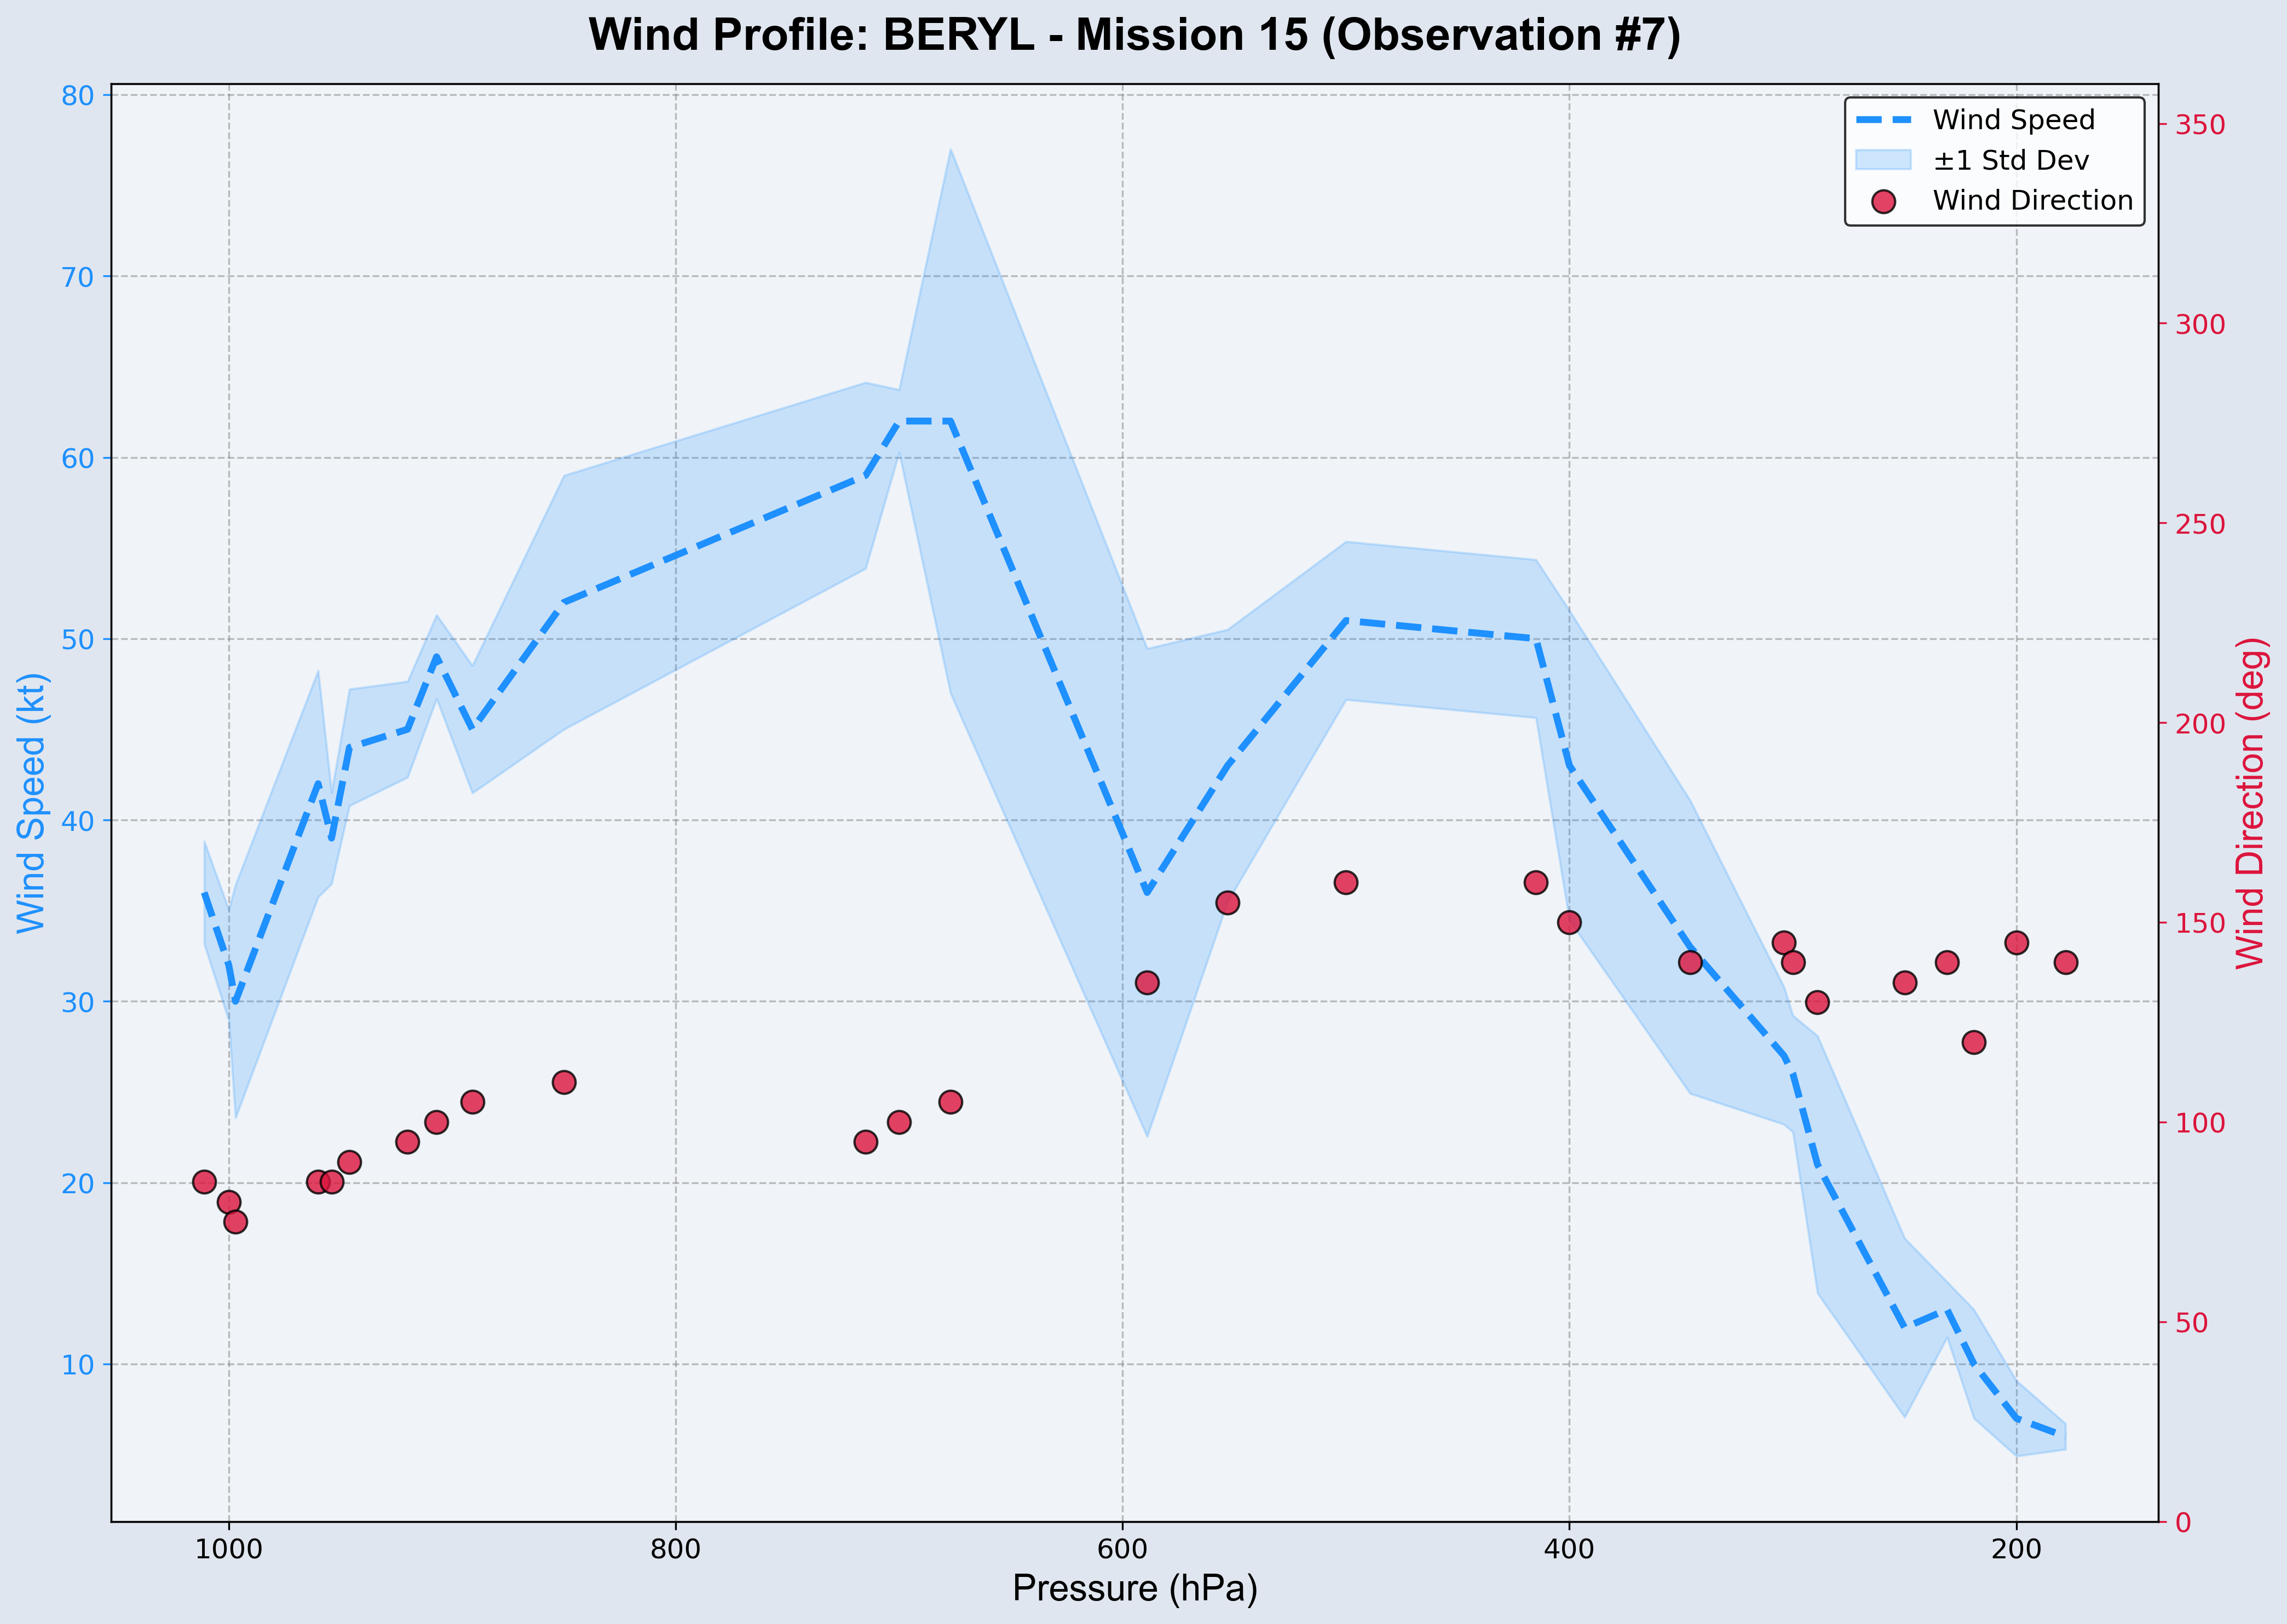 Wind Profile: BERYL - Mission 15 (Observation #7)
Wind Speed
±1 Std Dev
Wind Direction
Wind Speed (kt)
80
70
60
50
40
30
20
10
350
300
250
200
150
100
50
0
Wind Direction (deg)
1000 800 600 400 200
Pressure (hPa)